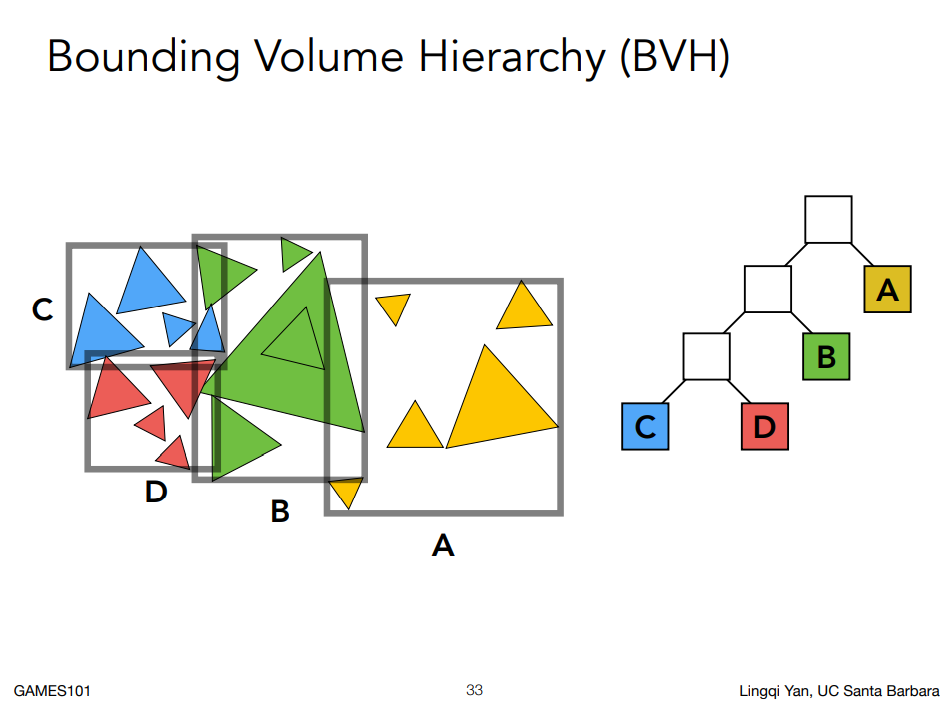 Bounding Volume Hierarchy (BVH)
C
D
B
A
A
B
C
D
GAMES101
33
Lingqi Yan, UC Santa Barbara